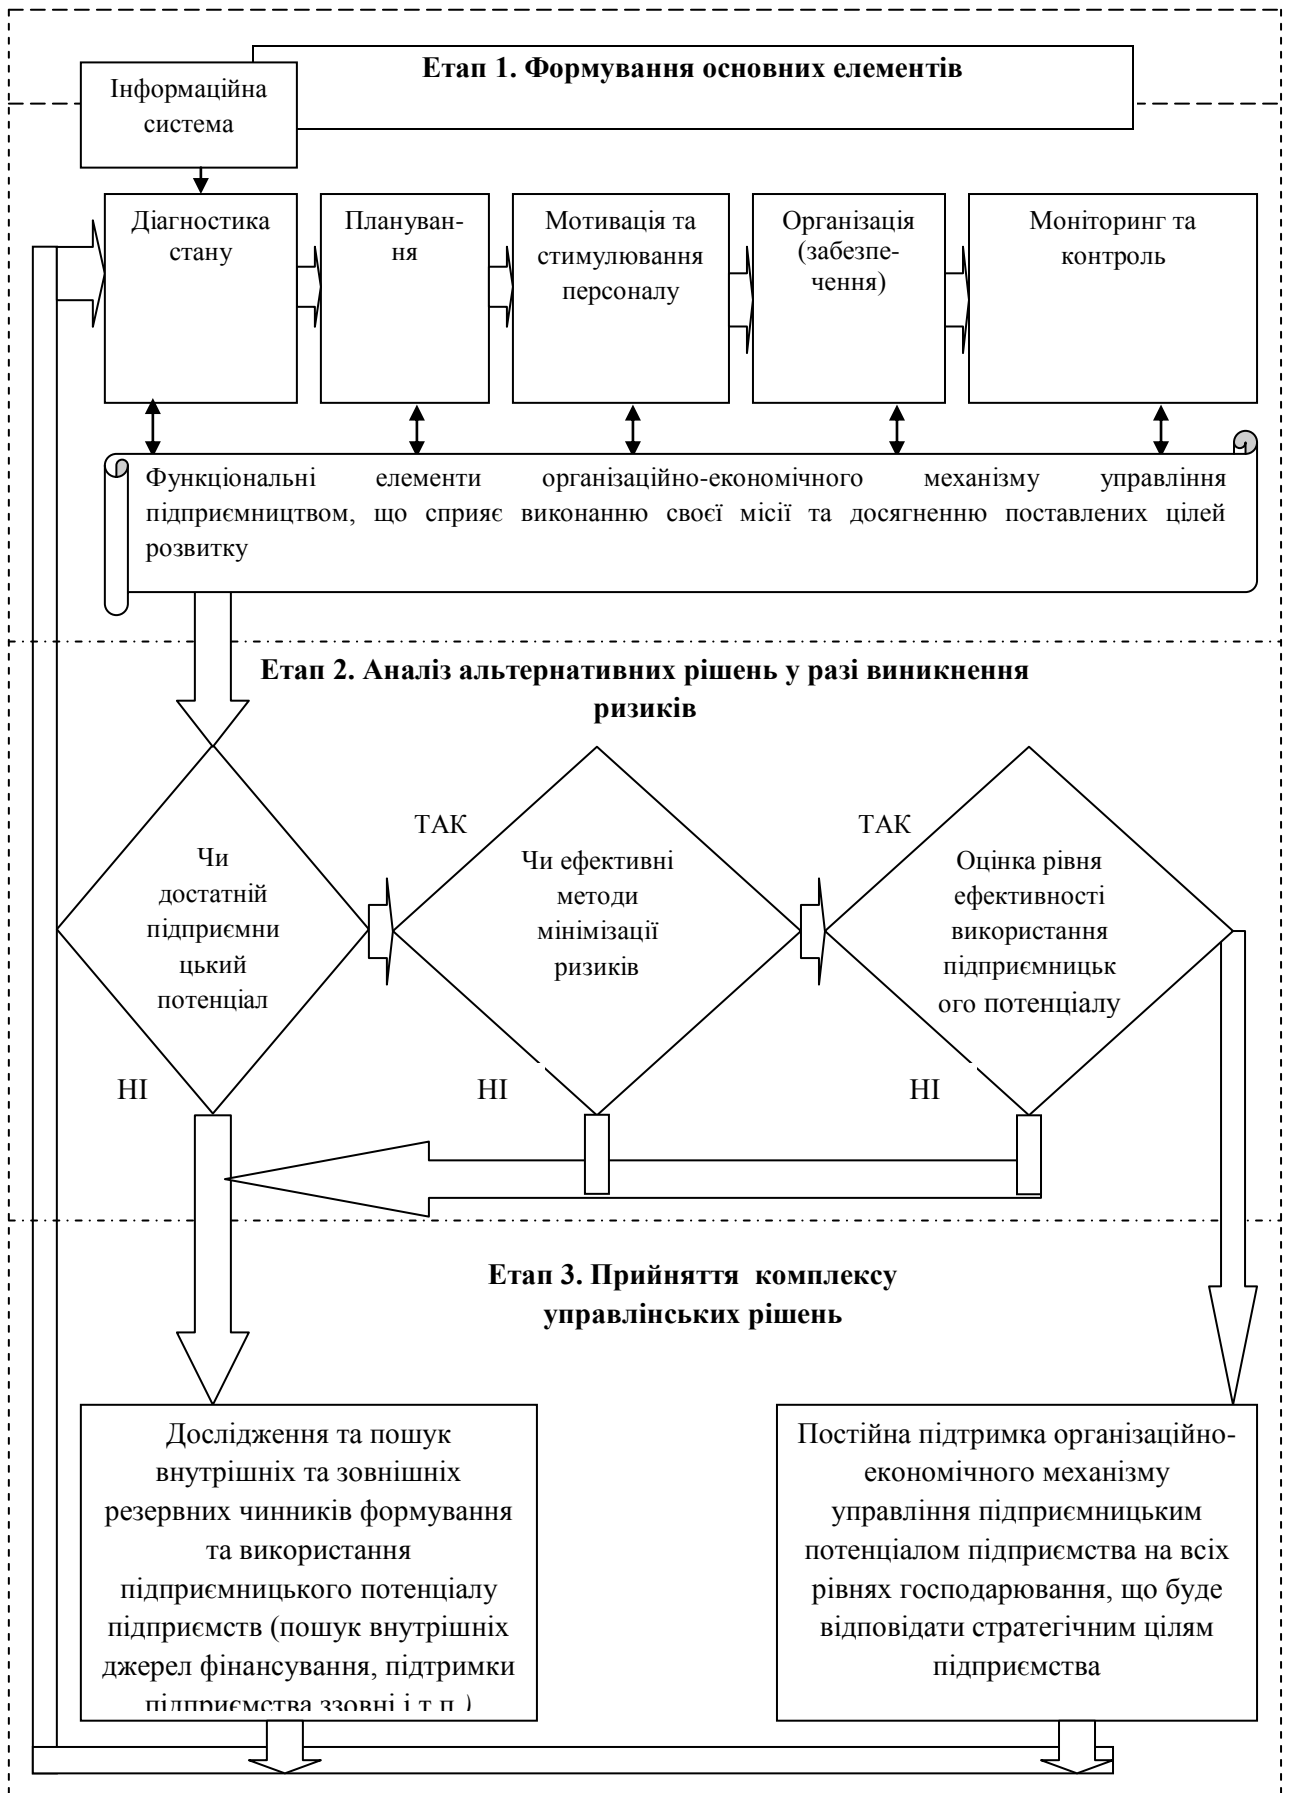 Етап 1. Формування основних елементів
Інформаційна
система
Діагностика
стану
Плануван-
ня
Мотивація та
стимулювання
персоналу
Організація
(забезпе-
чення)
Моніторинг та
контроль
Функціональні елементи організаційно-економічного механізму управління
підприємництвом, що сприяє виконанню своєї місії та досягненню поставлених цілей
розвитку
Етап 2. Аналіз альтернативних рішень у разі виникнення
ризиків
ТАК
ТАК
Чи
достатній
підприємни
цький
потенціал
Чи ефективні
методи
мінімізації
ризиків
Оцінка рівня
ефективності
використання
підприємницьк
ого потенціалу
НІ
НІ
НІ
Етап 3. Прийняття комплексу
управлінських рішень
Дослідження та пошук
внутрішніх та зовнішніх
резервних чинників формування
та використання
підприємницького потенціалу
підприємств (пошук внутрішніх
джерел фінансування, підтримки
підприємства ззовні і т.п.)
Постійна підтримка організаційно-
економічного механізму
управління підприємницьким
потенціалом підприємства на всіх
рівнях господарювання, що буде
відповідати стратегічним цілям
підприємства